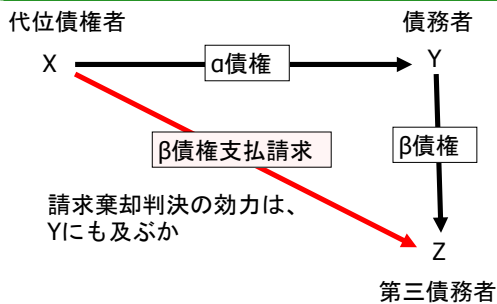 代位債権者
債務者
X
α債権
Y
β債権支払請求
β債権
請求棄却判決の効力は、
Yにも及ぶか
Z
第三債務者